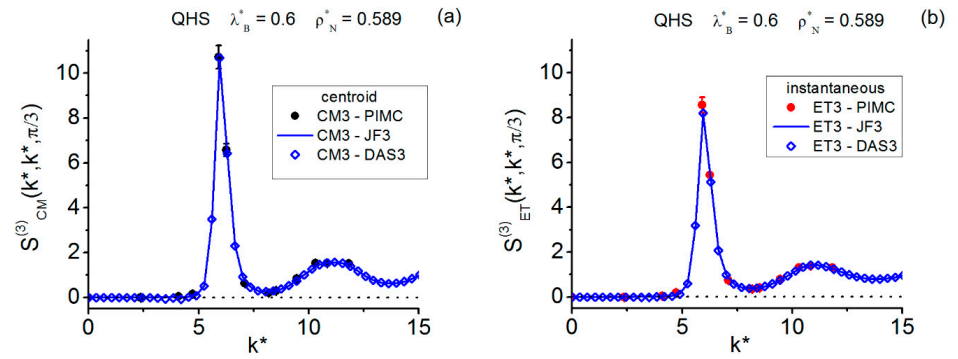 QHS λ*B = 0.6 ρ*N = 0.589 (a)
centroid
CM3 - PIMC
CM3 - JF3
CM3 - DAS3
S(3)CM(k*,k*,π/3)
10
8
6
4
2
0
0 5 10 15
k*
QHS λ*B = 0.6 ρ*N = 0.589 (b)
instantaneous
ET3 - PIMC
ET3 - JF3
ET3 - DAS3
S(3)ET(k*,k*,π/3)
10
8
6
4
2
0
0 5 10 15
k*